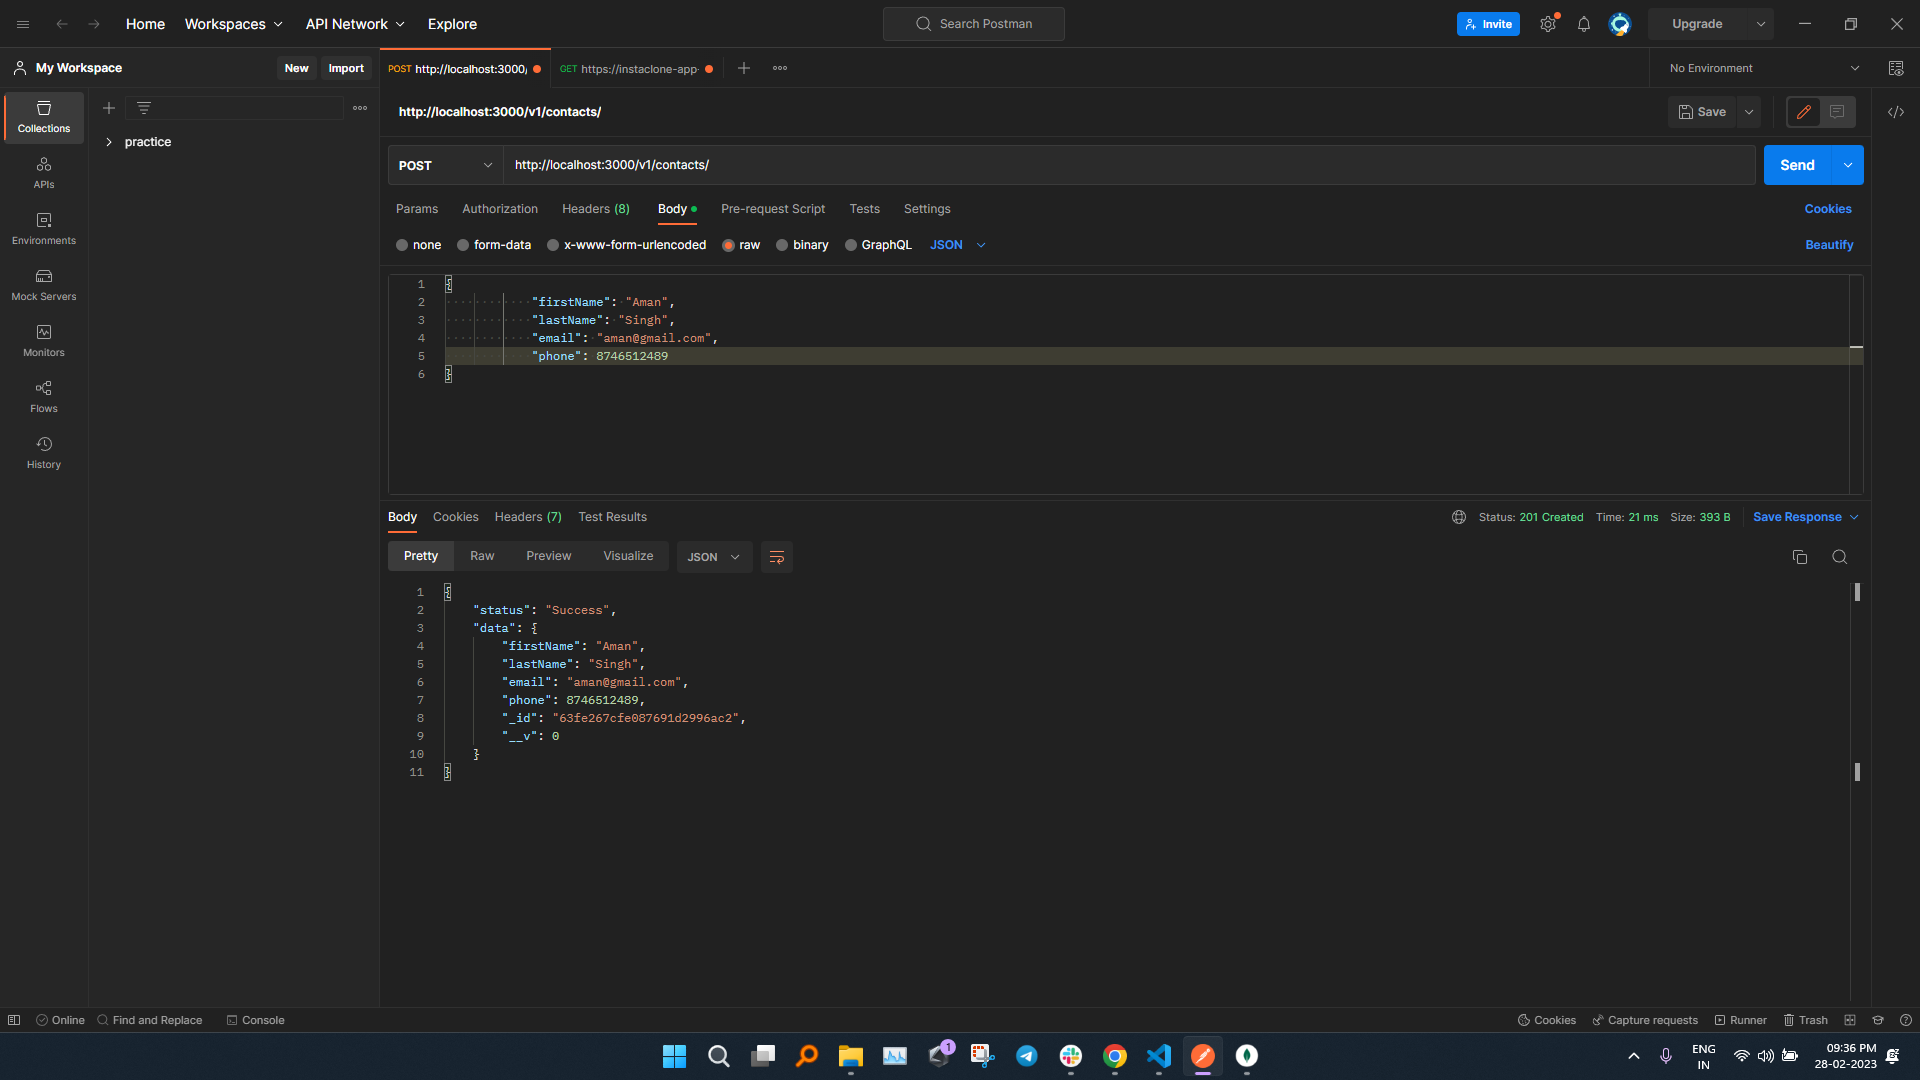 Home Workspaces API Network Explore Search Postman Invite Upgrade
My Workspace New Import POST http://localhost:3000/ GET https://instaclone-app- No Environment
Collections
APIs
Environments
Mock Servers
Monitors
Flows
History
practice
http://localhost:3000/v1/contacts/ Save
POST http://localhost:3000/v1/contacts/ Send
Params Authorization Headers (8) Body Pre-request Script Tests Settings Cookies
none form-data x-www-form-urlencoded raw binary GraphQL JSON Beautify
1 {
2 "firstName": "Aman",
3 "lastName": "Singh",
4 "email": "aman@gmail.com",
5 "phone": 8746512489
6 }
Body Cookies Headers (7) Test Results Status: 201 Created Time: 21 ms Size: 393 B Save Response
Pretty Raw Preview Visualize JSON
1 {
2 "status": "Success",
3 "data": {
4 "firstName": "Aman",
5 "lastName": "Singh",
6 "email": "aman@gmail.com",
7 "phone": 8746512489,
8 "_id": "63fe267cfe087691d2996ac2",
9 "__v": 0
10 }
11 }
Online Find and Replace Console Cookies Capture requests Runner Trash
1
ENG
IN
09:36 PM
28-02-2023